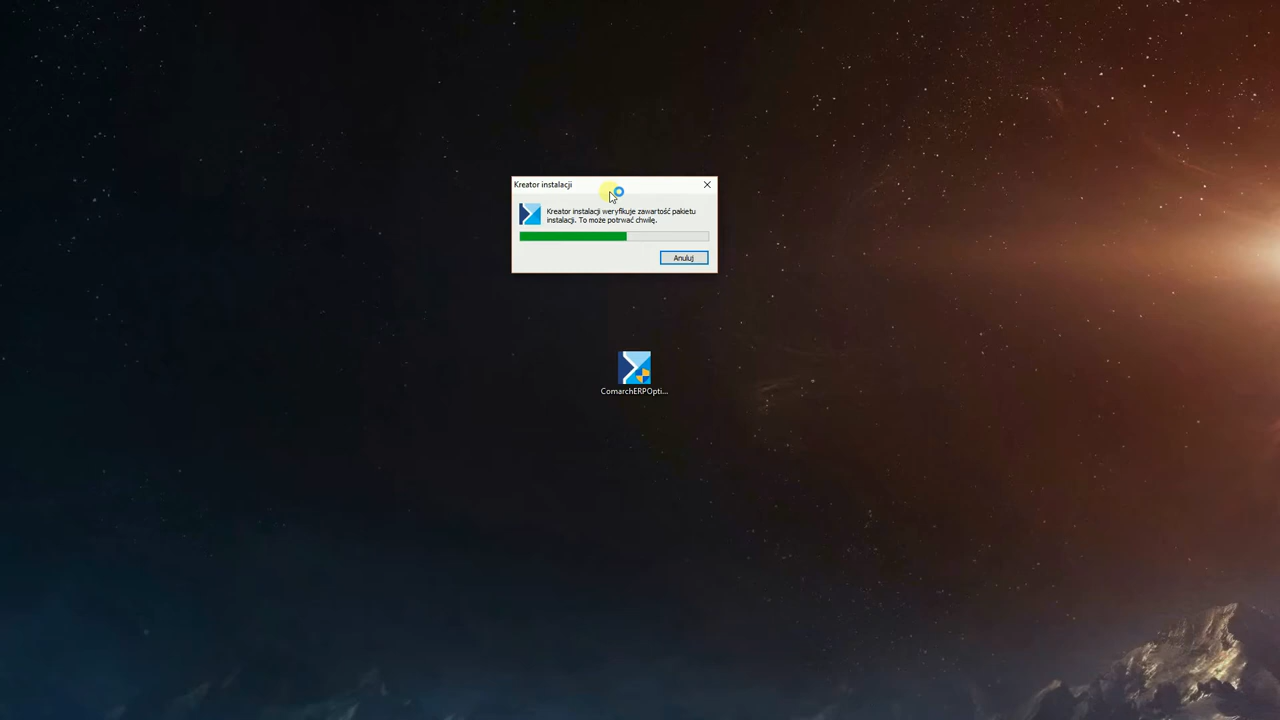 Kreator instalacji
Kreator instalacji weryfikuje zawartość pakietu
instalacji. To może potrwać chwilę.
Anuluj
ComarchERPOpti...